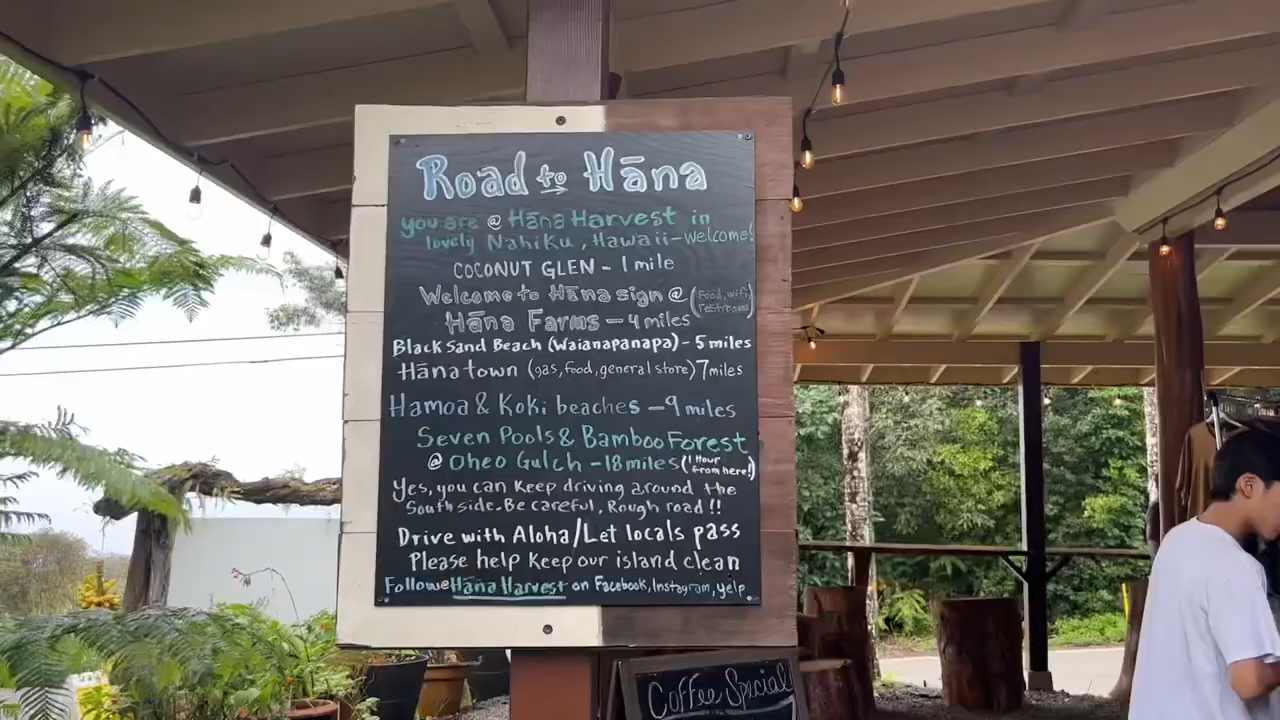 Road to Hāna
you are @ Hāna Harvest in
lovely Nahiku, Hawaii-welcome!
COCONUT GLEN - 1 mile
Welcome to Hāna sign @ (Food, wifi, restrooms)
Hāna Farms - 4 miles
Black Sand Beach (Waianapanapa) - 5 miles
Hāna town (gas, food, general store) 7 miles
Hamoa & Koki beaches - 9 miles
Seven Pools & Bamboo Forest
@ Oheo Gulch - 18 miles (1 Hour from here!)
Yes, you can keep driving around the
South side. Be careful, Rough road !!
Drive with Aloha/Let locals pass
Please help keep our island clean
Follow @ Hāna Harvest on Facebook, Instagram, yelp
Coffee Special